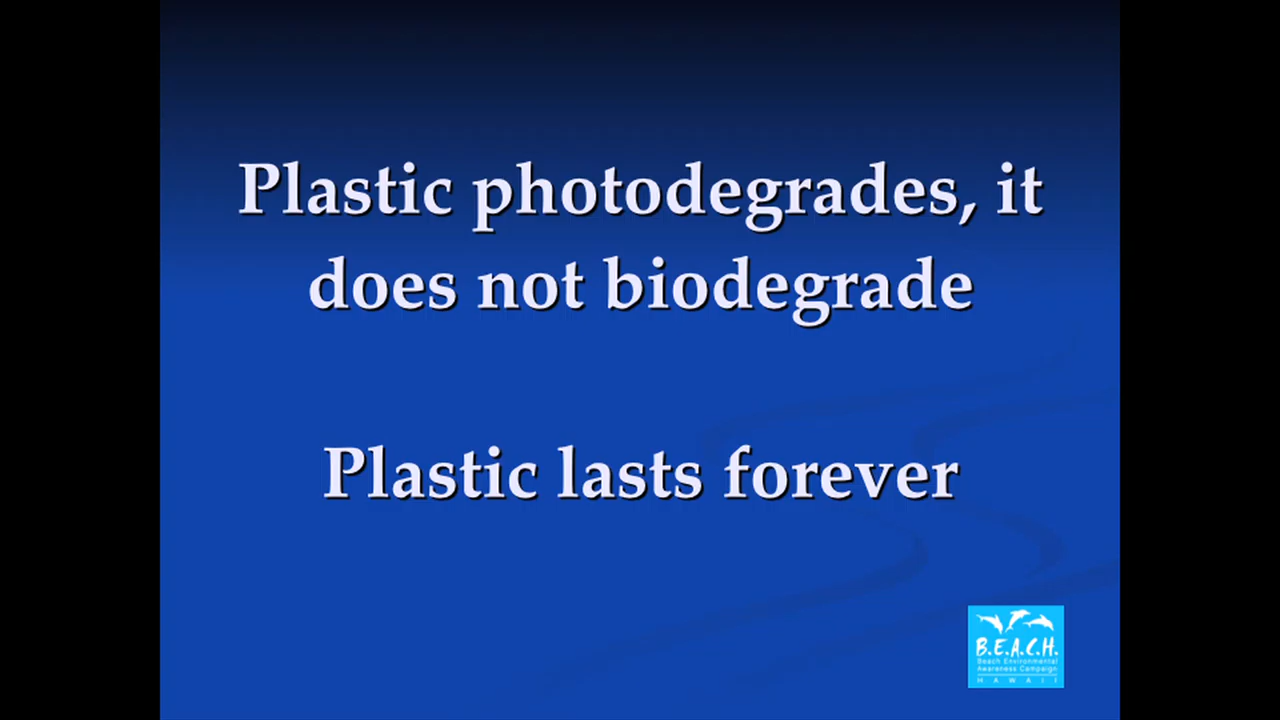 Plastic photodegrades, it
does not biodegrade
Plastic lasts forever
B.E.A.C.H.
Beach Environmental
Awareness Campaign
HAWAII